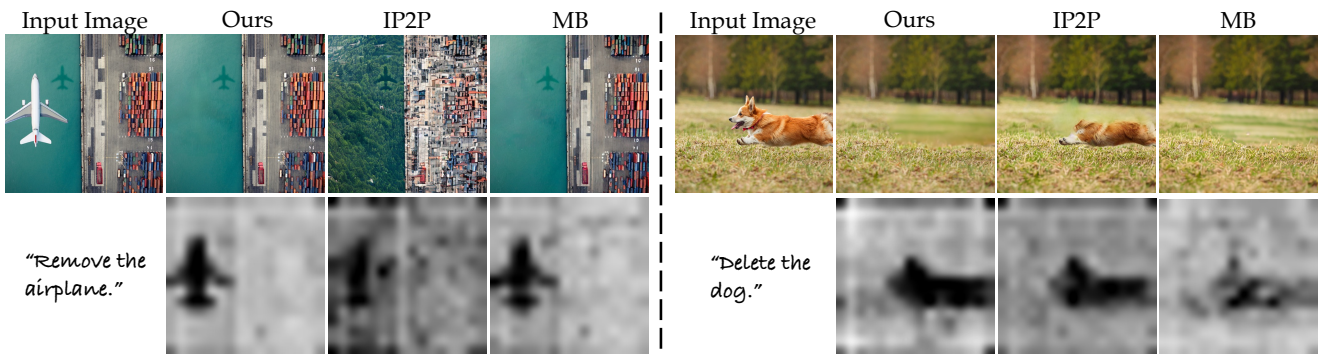 Input Image Ours IP2P MB Input Image Ours IP2P MB
“Remove the
airplane.”
“Delete the
dog.”